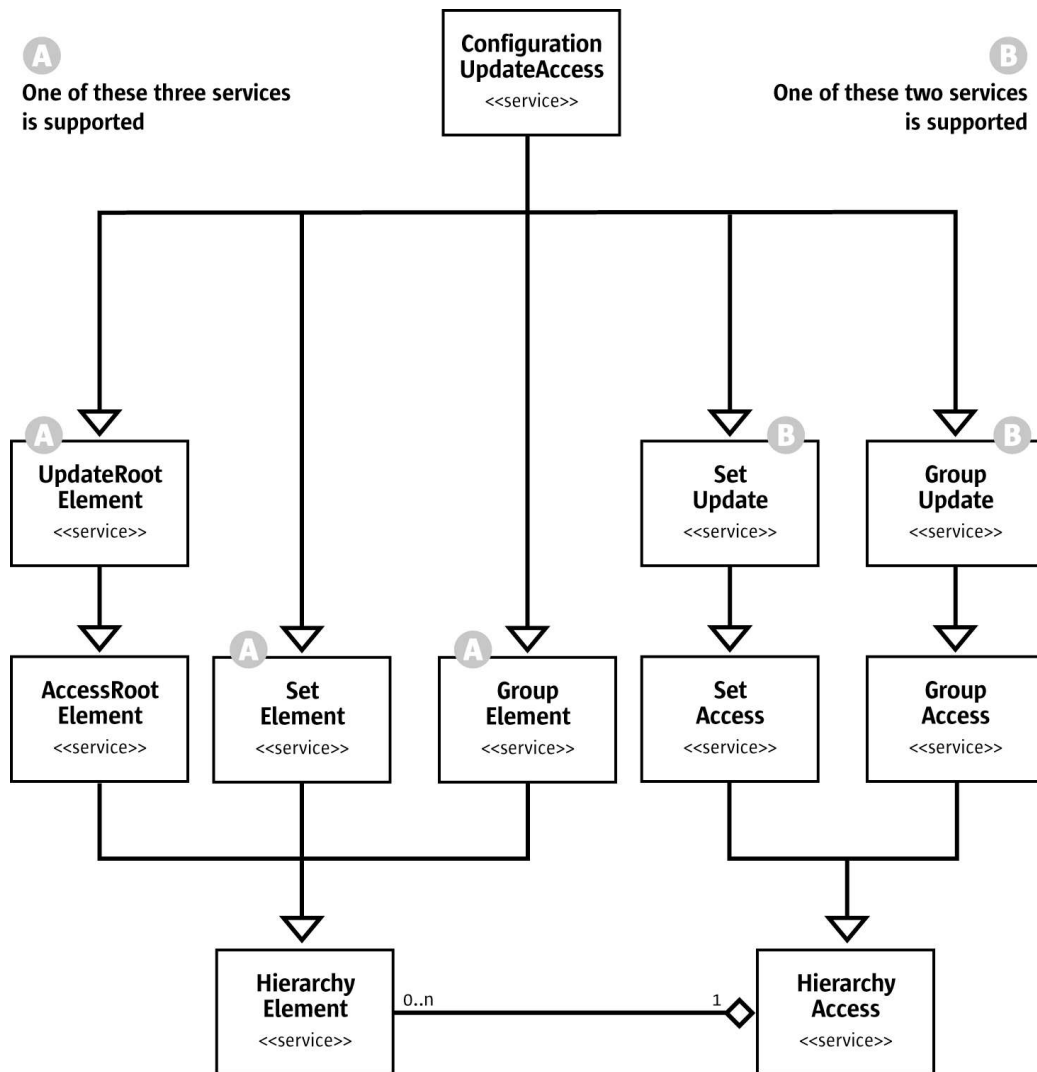 Configuration
UpdateAccess
<<service>>
A
One of these three services
is supported
B
One of these two services
is supported
A
UpdateRoot
Element
<<service>>
B
Set
Update
<<service>>
B
Group
Update
<<service>>
AccessRoot
Element
<<service>>
A
Set
Element
<<service>>
A
Group
Element
<<service>>
Set
Access
<<service>>
Group
Access
<<service>>
Hierarchy
Element
<<service>>
0..n
1
Hierarchy
Access
<<service>>